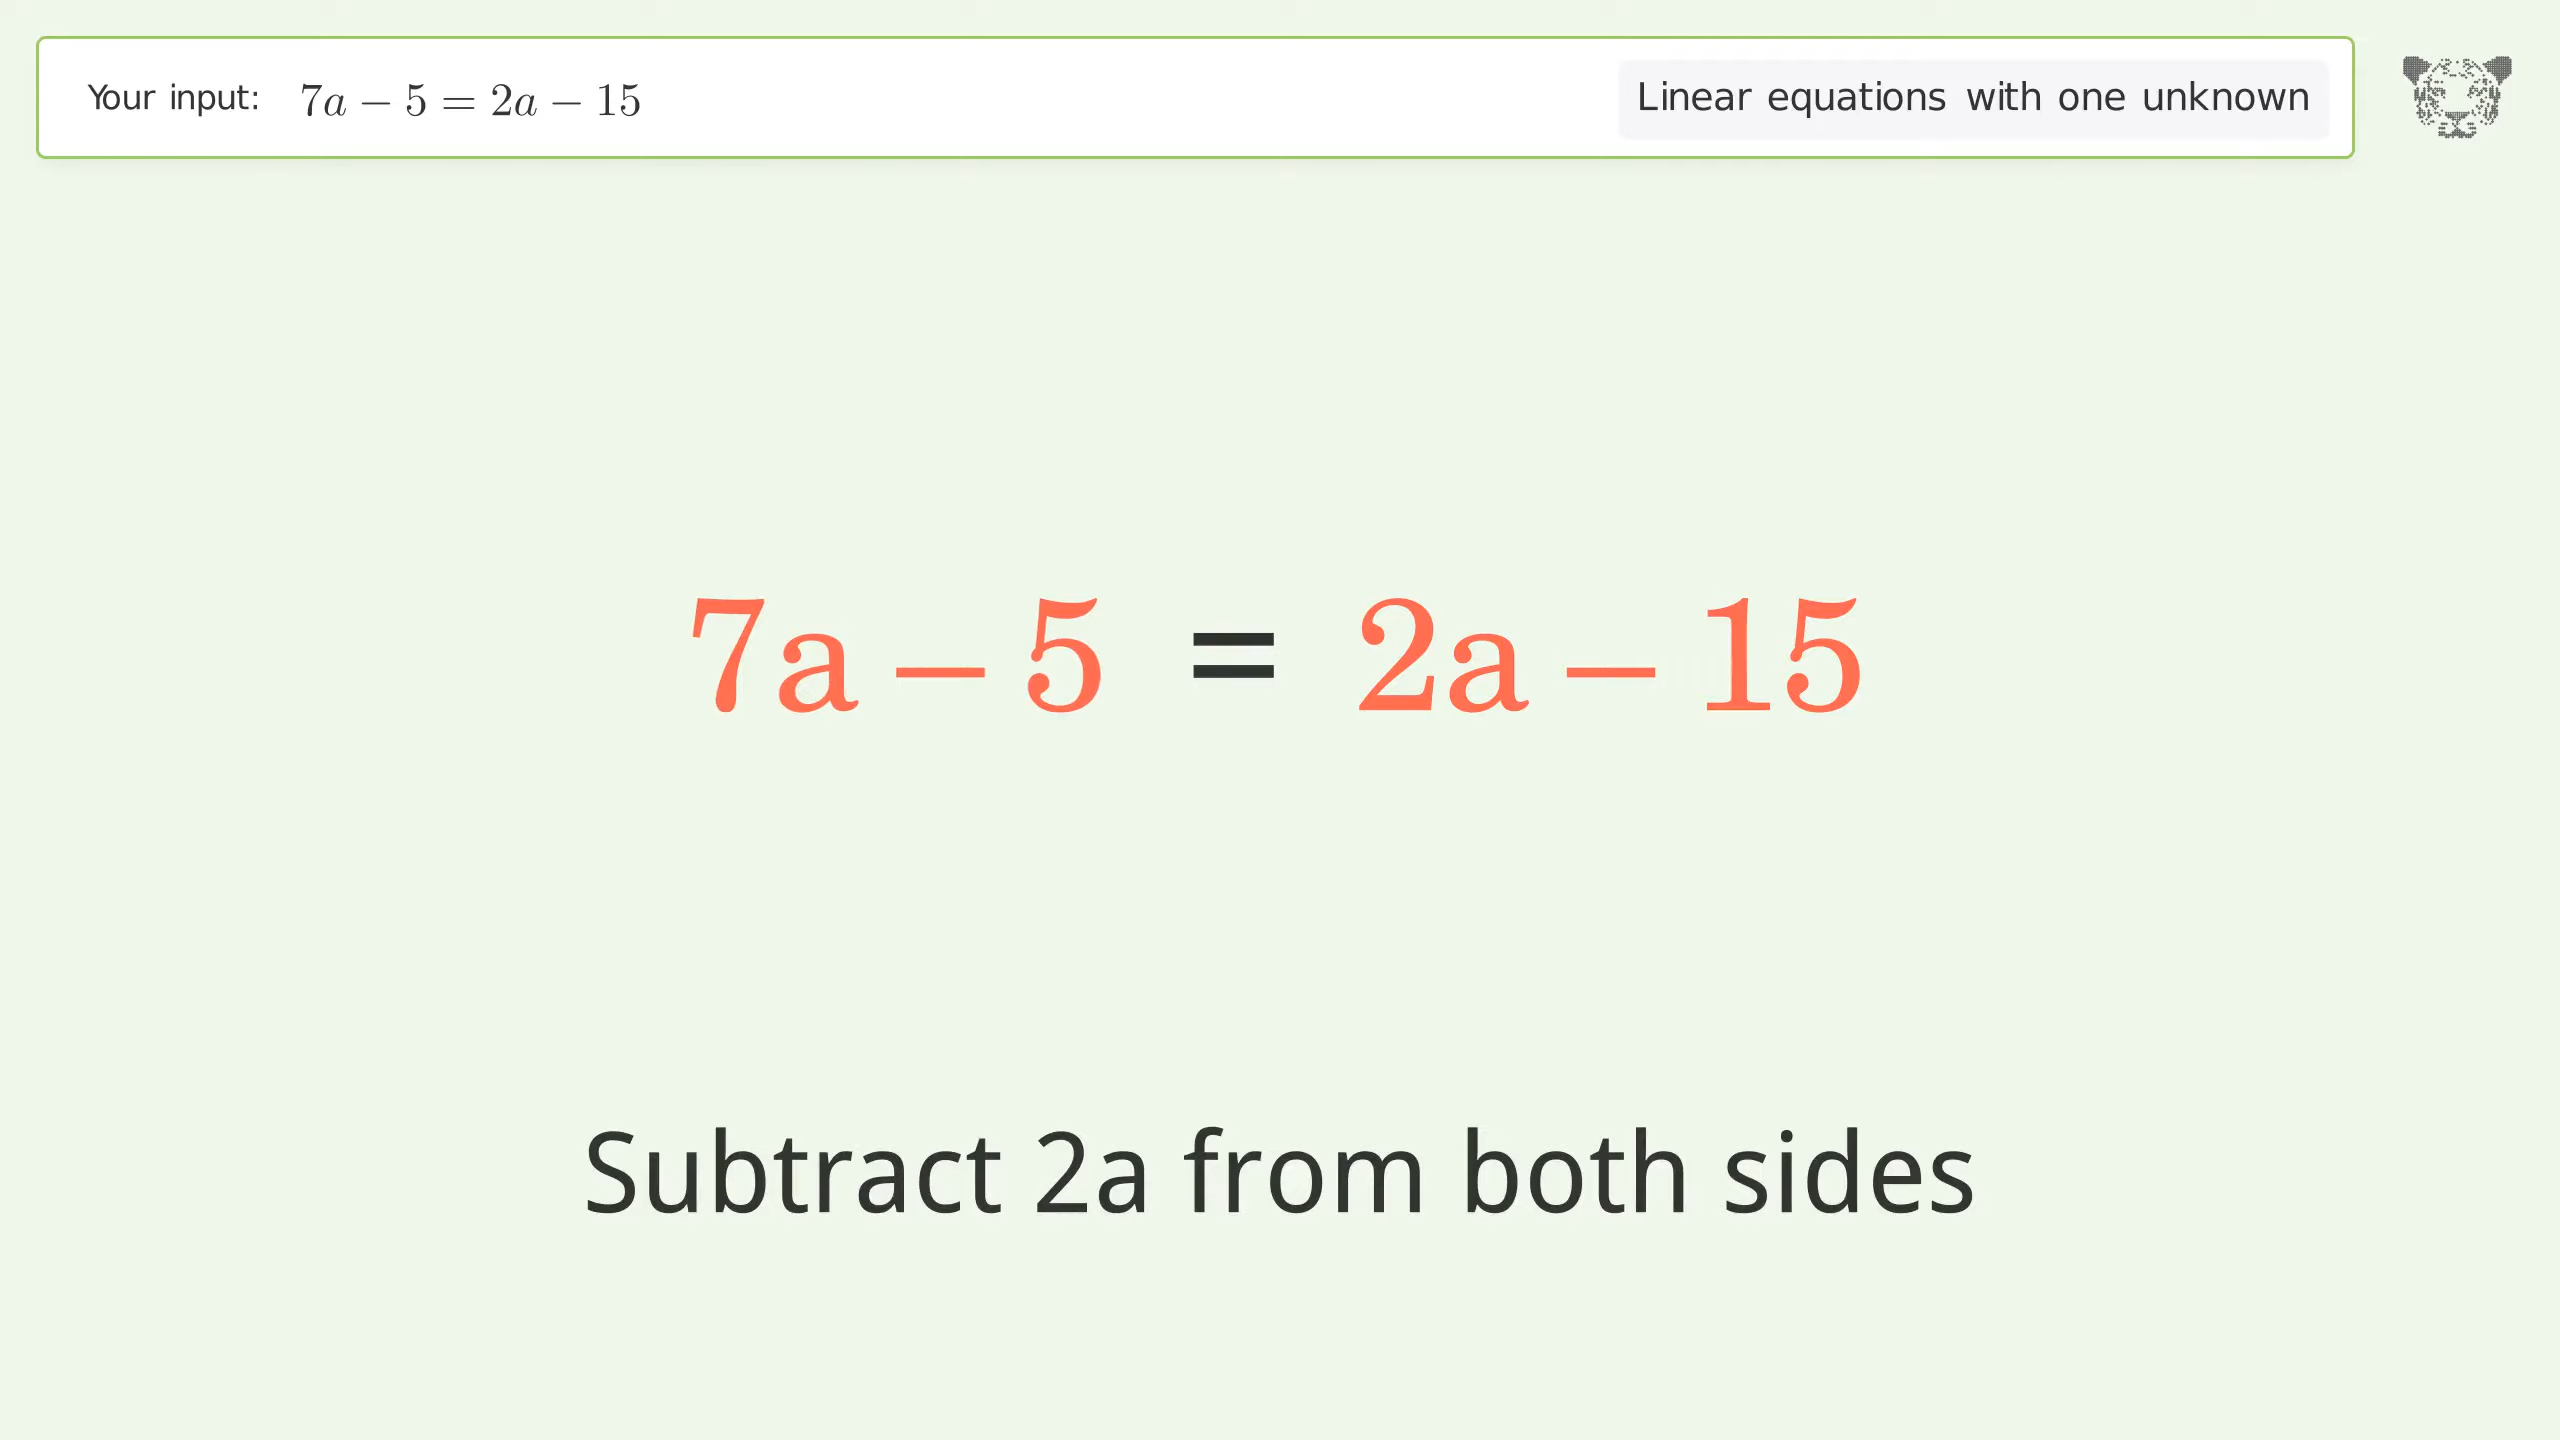 Your input: 7a − 5 = 2a − 15
Linear equations with one unknown
7a − 5 = 2a − 15
Subtract 2a from both sides